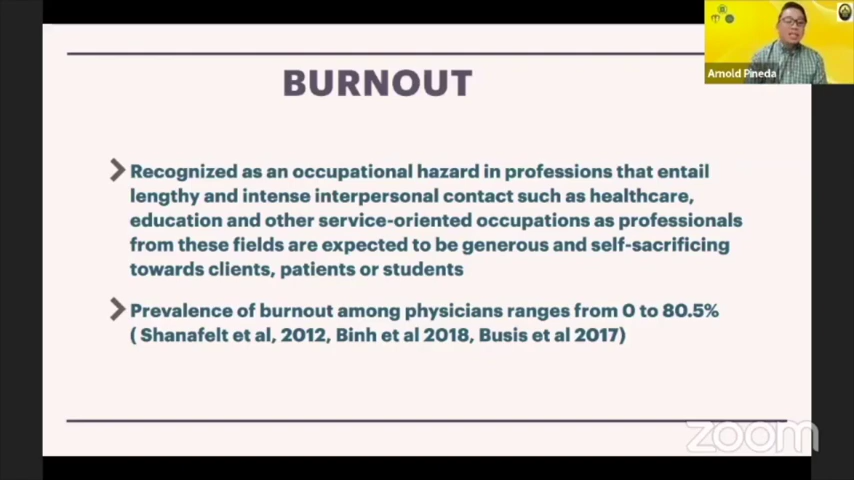 BURNOUT
Arnold Pineda
Recognized as an occupational hazard in professions that entail
lengthy and intense interpersonal contact such as healthcare,
education and other service-oriented occupations as professionals
from these fields are expected to be generous and self-sacrificing
towards clients, patients or students
Prevalence of burnout among physicians ranges from 0 to 80.5%
( Shanafelt et al, 2012, Binh et al 2018, Busis et al 2017)
zoom